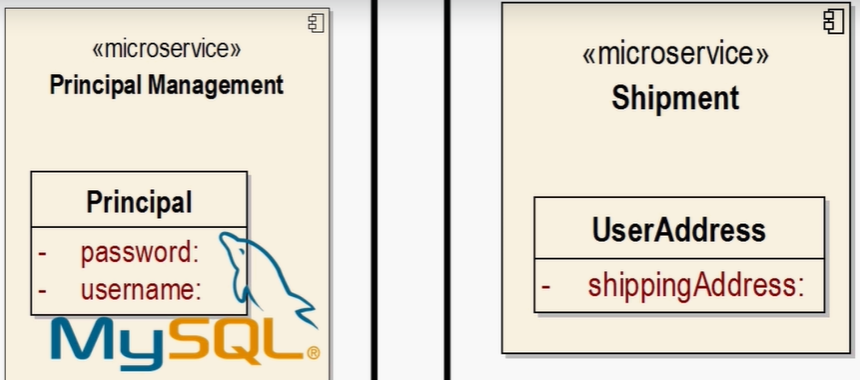 «microservice»
Principal Management
Principal
- password:
- username:
MySQL®
«microservice»
Shipment
UserAddress
- shippingAddress: